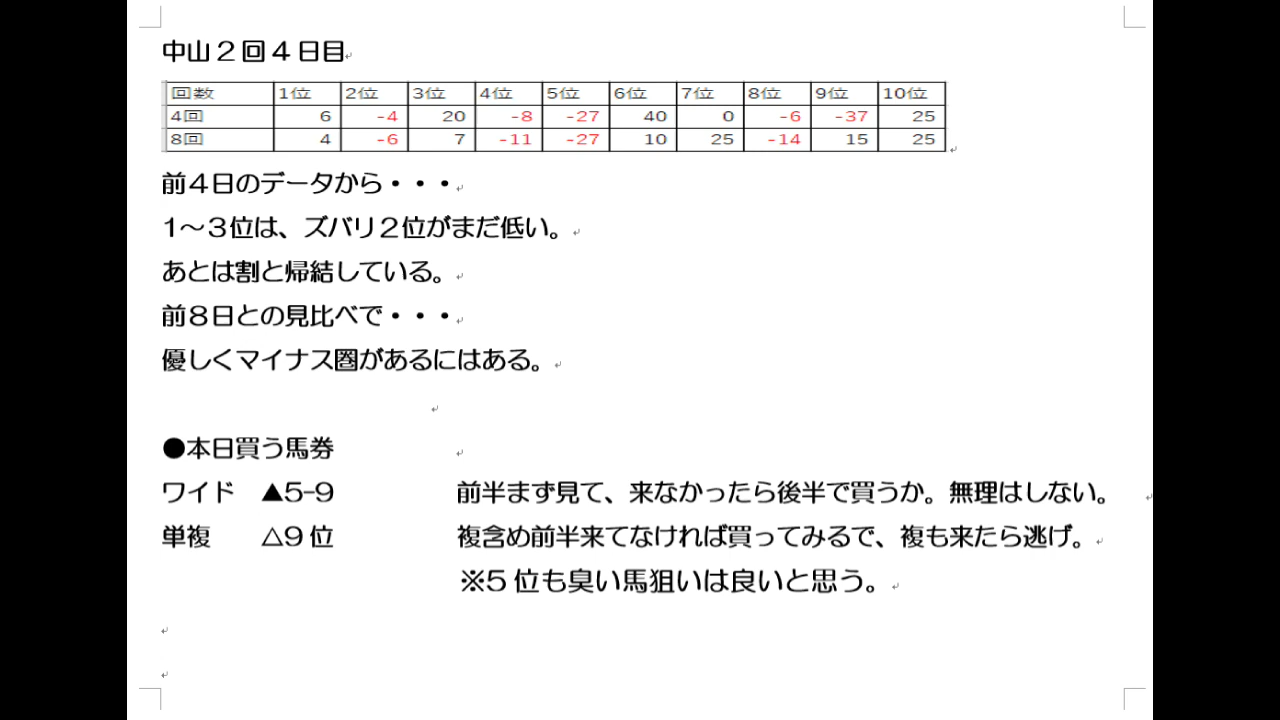 中山２回４日目
回数 1位 2位 3位 4位 5位 6位 7位 8位 9位 10位
4回 6 -4 20 -8 -27 40 0 -6 -37 25
8回 4 -6 7 -11 -27 10 25 -14 15 25
前４日のデータから・・・
1～３位は、ズバリ２位がまだ低い。
あとは割と帰結している。
前８日との見比べで・・・
優しくマイナス圏があるにはある。
●本日買う馬券
ワイド ▲5-9 前半まず見て、来なかったら後半で買うか。無理はしない。
単複 △９位 複含め前半来てなければ買ってみるで、複も来たら逃げ。
※５位も臭い馬狙いは良いと思う。